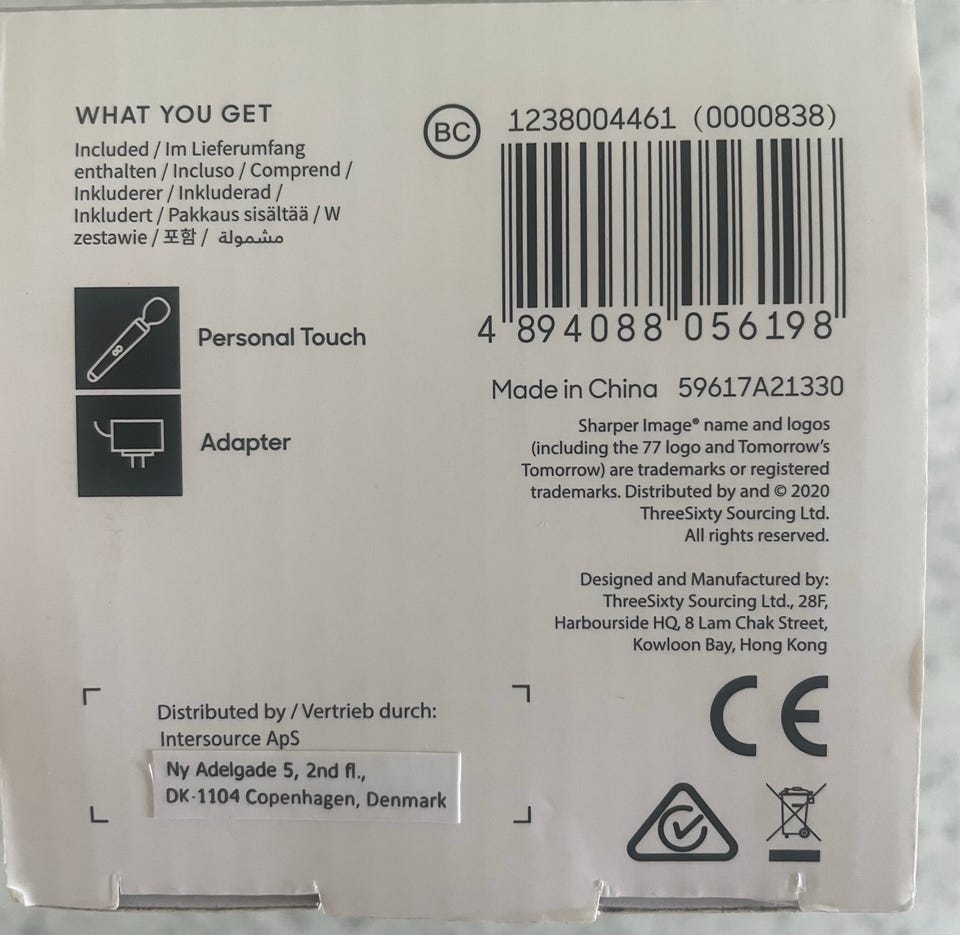 WHAT YOU GET
Included / Im Lieferumfang
enthalten / Incluso / Comprend /
Inkluderer / Inkluderad /
Inkludert / Pakkaus sisältää / W
zestawie / 포함 / مشمولة
Personal Touch
Adapter
BC 1238004461 (0000838)
4 894088 056198
Made in China 59617A21330
Sharper Image® name and logos
(including the 77 logo and Tomorrow's
Tomorrow) are trademarks or registered
trademarks. Distributed by and © 2020
ThreeSixty Sourcing Ltd.
All rights reserved.
Designed and Manufactured by:
ThreeSixty Sourcing Ltd., 28F,
Harbourside HQ, 8 Lam Chak Street,
Kowloon Bay, Hong Kong
Distributed by / Vertrieb durch:
Intersource ApS
Ny Adelgade 5, 2nd fl.,
DK-1104 Copenhagen, Denmark
CE